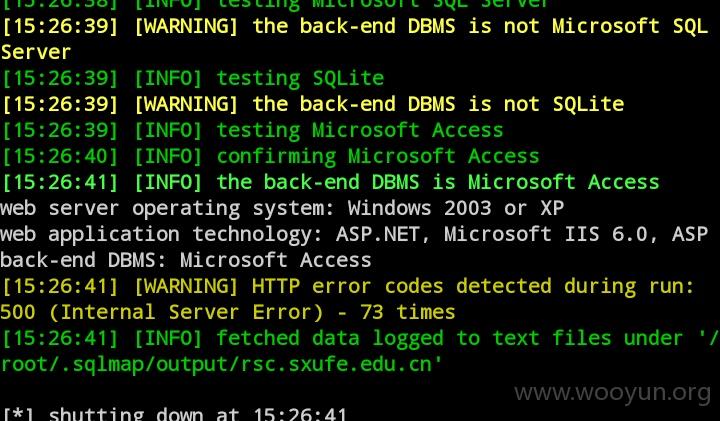 [15:26:38] [INFO] testing Microsoft SQL Server
[15:26:39] [WARNING] the back-end DBMS is not Microsoft SQL
Server
[15:26:39] [INFO] testing SQLite
[15:26:39] [WARNING] the back-end DBMS is not SQLite
[15:26:39] [INFO] testing Microsoft Access
[15:26:40] [INFO] confirming Microsoft Access
[15:26:41] [INFO] the back-end DBMS is Microsoft Access
web server operating system: Windows 2003 or XP
web application technology: ASP.NET, Microsoft IIS 6.0, ASP
back-end DBMS: Microsoft Access
[15:26:41] [WARNING] HTTP error codes detected during run:
500 (Internal Server Error) - 73 times
[15:26:41] [INFO] fetched data logged to text files under '/
root/.sqlmap/output/rsc.sxufe.edu.cn'
www.wooyun.org
[*] shutting down at 15:26:41